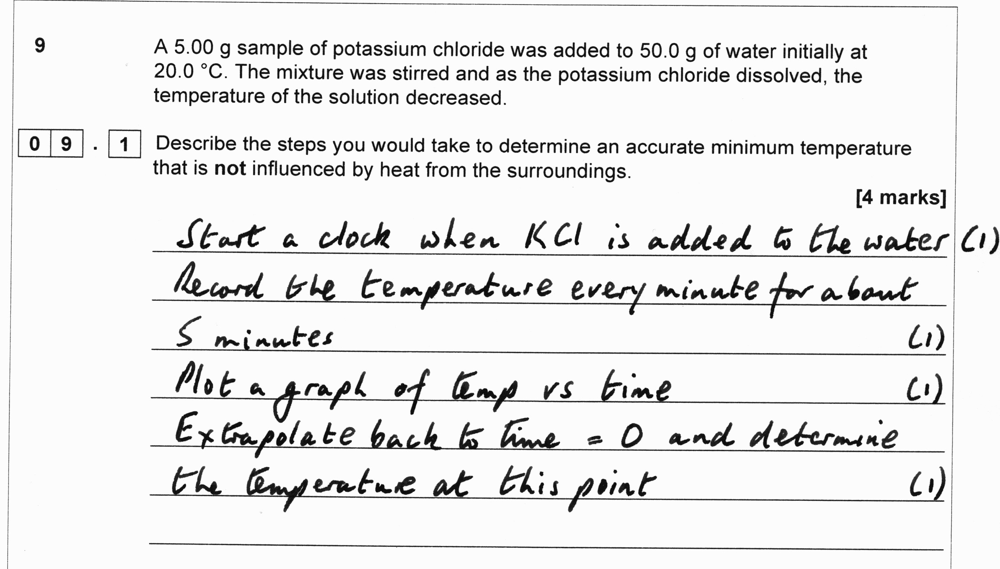 9
A 5.00 g sample of potassium chloride was added to 50.0 g of water initially at
20.0 °C. The mixture was stirred and as the potassium chloride dissolved, the
temperature of the solution decreased.
0 9 . 1 Describe the steps you would take to determine an accurate minimum temperature
that is not influenced by heat from the surroundings.
[4 marks]
Start a clock when KCl is added to the water (1)
Record the temperature every minute for about
5 minutes (1)
Plot a graph of temp vs time (1)
Extrapolate back to time = 0 and determine
the temperature at this point (1)